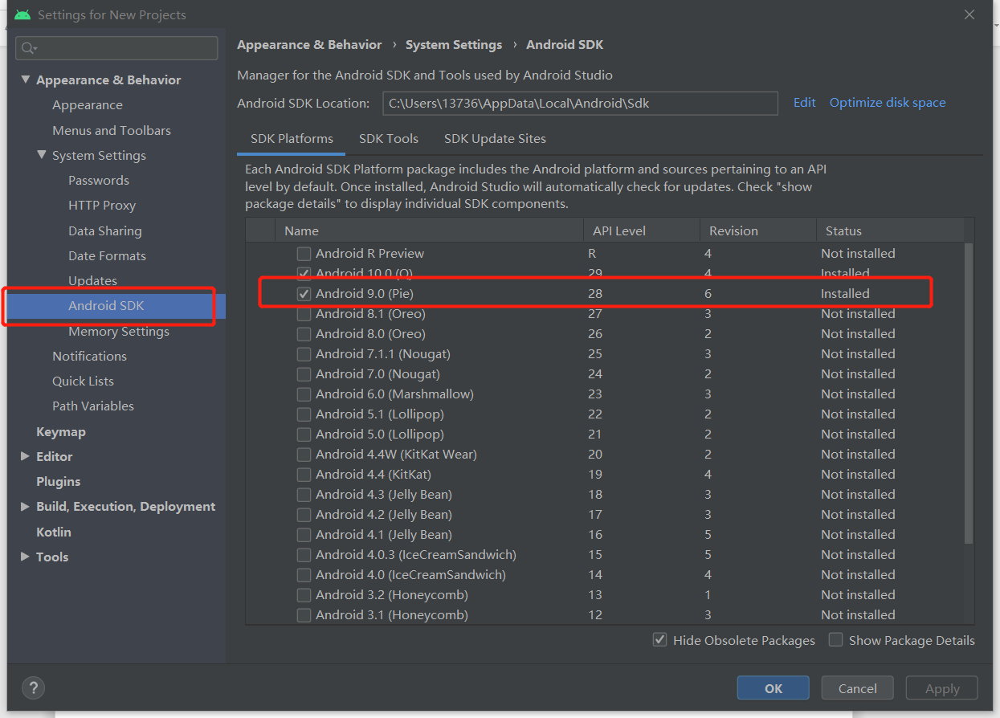 Settings for New Projects
Appearance & Behavior
Appearance
Menus and Toolbars
System Settings
Passwords
HTTP Proxy
Data Sharing
Date Formats
Updates
Android SDK
Memory Settings
Notifications
Quick Lists
Path Variables
Keymap
Editor
Plugins
Build, Execution, Deployment
Kotlin
Tools
Appearance & Behavior › System Settings › Android SDK
Manager for the Android SDK and Tools used by Android Studio
Android SDK Location: C:\Users\13736\AppData\Local\Android\Sdk Edit Optimize disk space
SDK Platforms SDK Tools SDK Update Sites
Each Android SDK Platform package includes the Android platform and sources pertaining to an API
level by default. Once installed, Android Studio will automatically check for updates. Check "show
package details" to display individual SDK components.
Name API Level Revision Status
Android R Preview R 4 Not installed
Android 10.0 (Q) 29 4 Installed
Android 9.0 (Pie) 28 6 Installed
Android 8.1 (Oreo) 27 3 Not installed
Android 8.0 (Oreo) 26 2 Not installed
Android 7.1.1 (Nougat) 25 3 Not installed
Android 7.0 (Nougat) 24 2 Not installed
Android 6.0 (Marshmallow) 23 3 Not installed
Android 5.1 (Lollipop) 22 2 Not installed
Android 5.0 (Lollipop) 21 2 Not installed
Android 4.4W (KitKat Wear) 20 2 Not installed
Android 4.4 (KitKat) 19 4 Not installed
Android 4.3 (Jelly Bean) 18 3 Not installed
Android 4.2 (Jelly Bean) 17 3 Not installed
Android 4.1 (Jelly Bean) 16 5 Not installed
Android 4.0.3 (IceCreamSandwich) 15 5 Not installed
Android 4.0 (IceCreamSandwich) 14 4 Not installed
Android 3.2 (Honeycomb) 13 1 Not installed
Android 3.1 (Honeycomb) 12 3 Not installed
Hide Obsolete Packages Show Package Details
? OK Cancel Apply